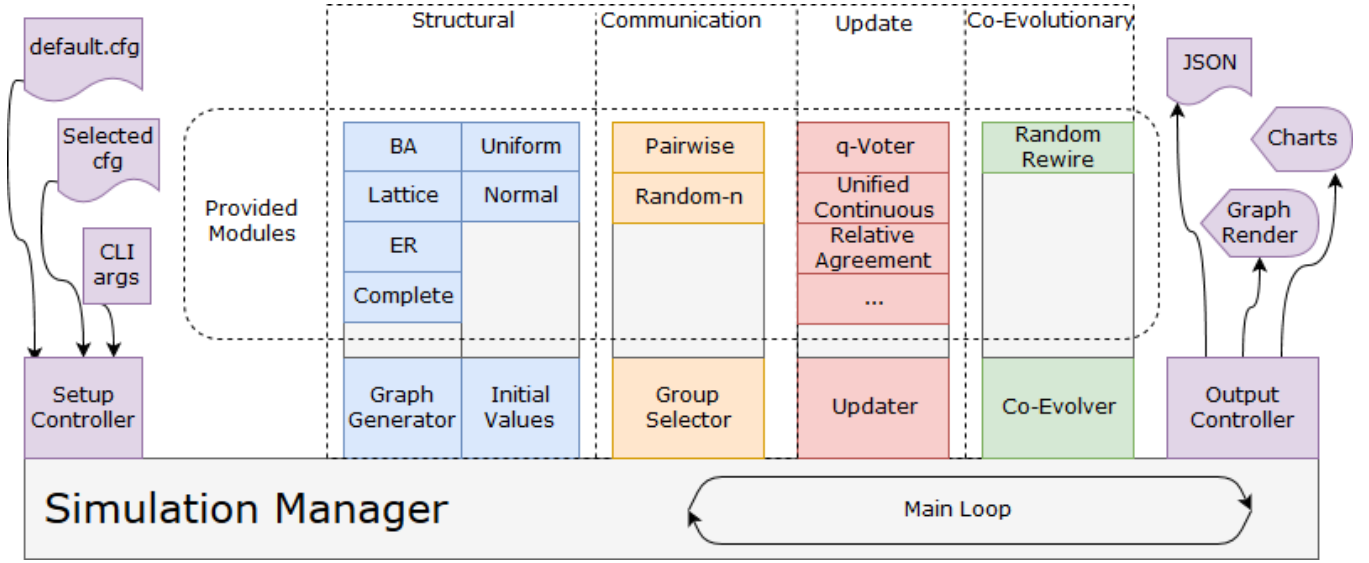 Structural
Communication
Update
Co-Evolutionary
default.cfg
JSON
Selected
cfg
Charts
CLI
args
Provided
Modules
BA
Uniform
Pairwise
q-Voter
Random
Rewire
Lattice
Normal
Random-n
Unified
Continuous
ER
Relative
Agreement
Complete
...
Graph
Render
Setup
Controller
Graph
Generator
Initial
Values
Group
Selector
Updater
Co-Evolver
Output
Controller
Simulation Manager
Main Loop